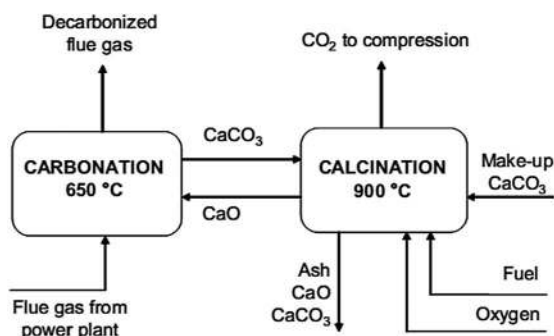 Decarbonized
flue gas
CO₂ to compression
CaCO₃
CARBONATION
650 °C
CALCINATION
900 °C
Make-up
CaCO₃
CaO
Ash
CaO
CaCO₃
Fuel
Oxygen
Flue gas from
power plant